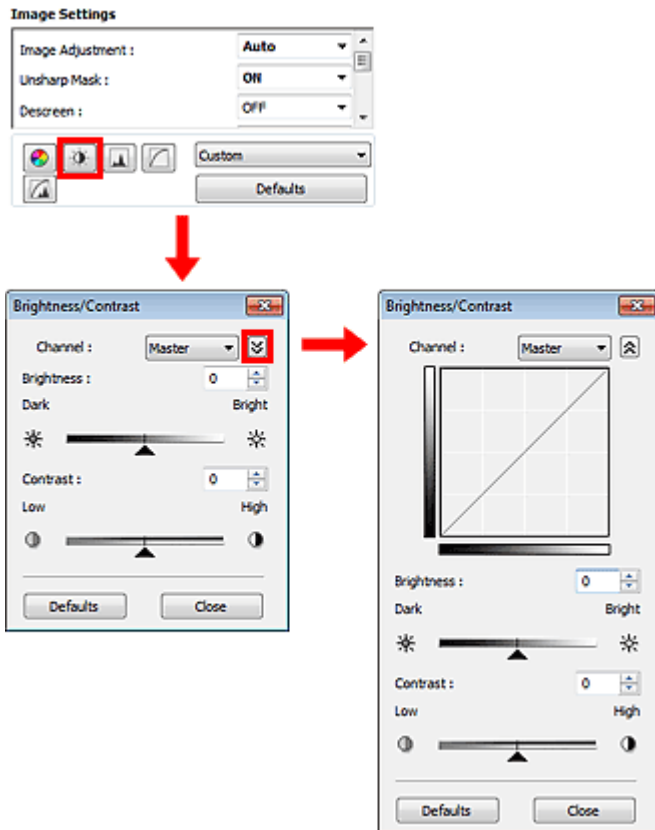 Image Settings
Image Adjustment : Auto
Unsharp Mask : ON
Descreen : OFF
Custom
Defaults
Brightness/Contrast
Channel : Master
Brightness : 0
Dark Bright
Contrast : 0
Low High
Defaults Close
Brightness/Contrast
Channel : Master
Brightness : 0
Dark Bright
Contrast : 0
Low High
Defaults Close